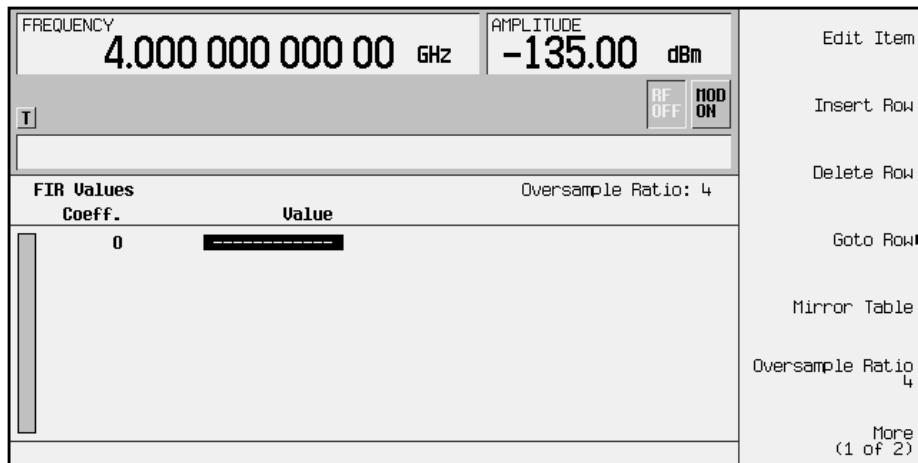 FREQUENCY
4.000 000 000 00 GHz
AMPLITUDE
-135.00 dBm
RF OFF
MOD ON
T
FIR Values
Oversample Ratio: 4
Coeff. Value
0 ------------
Edit Item
Insert Row
Delete Row
Goto Row
Mirror Table
Oversample Ratio
4
More
(1 of 2)